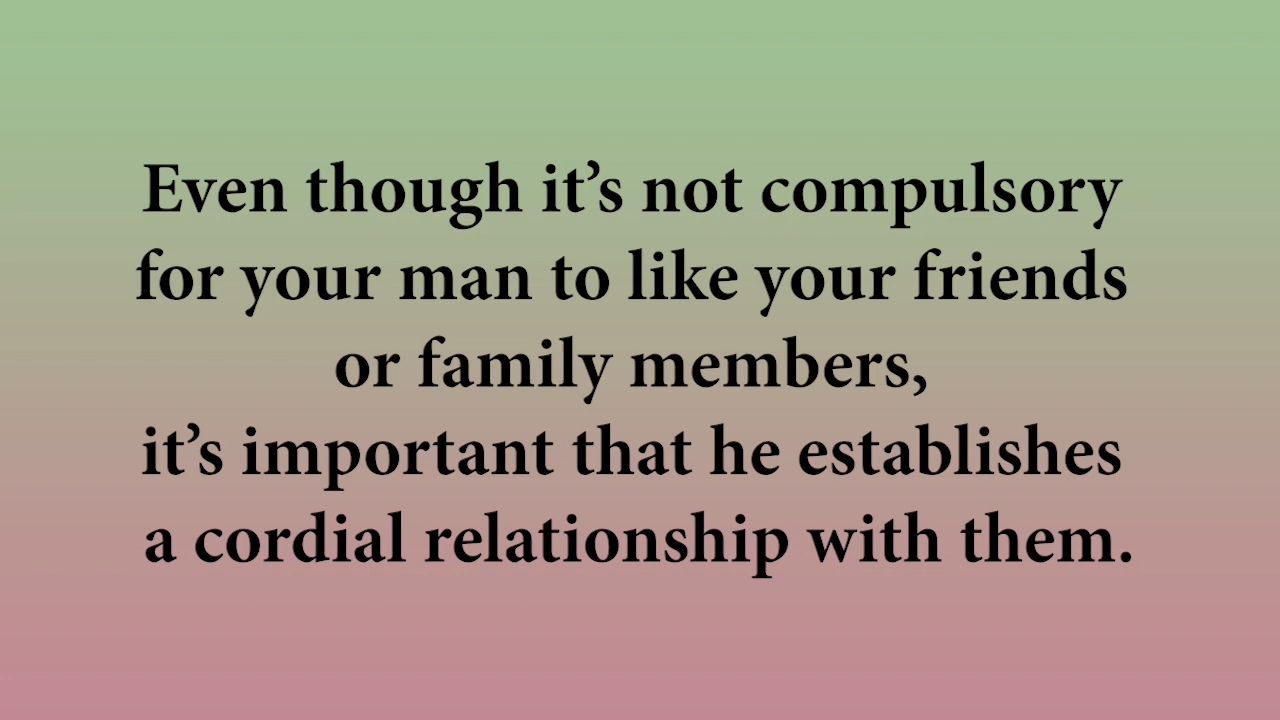 Even though it’s not compulsory
for your man to like your friends
or family members,
it’s important that he establishes
a cordial relationship with them.